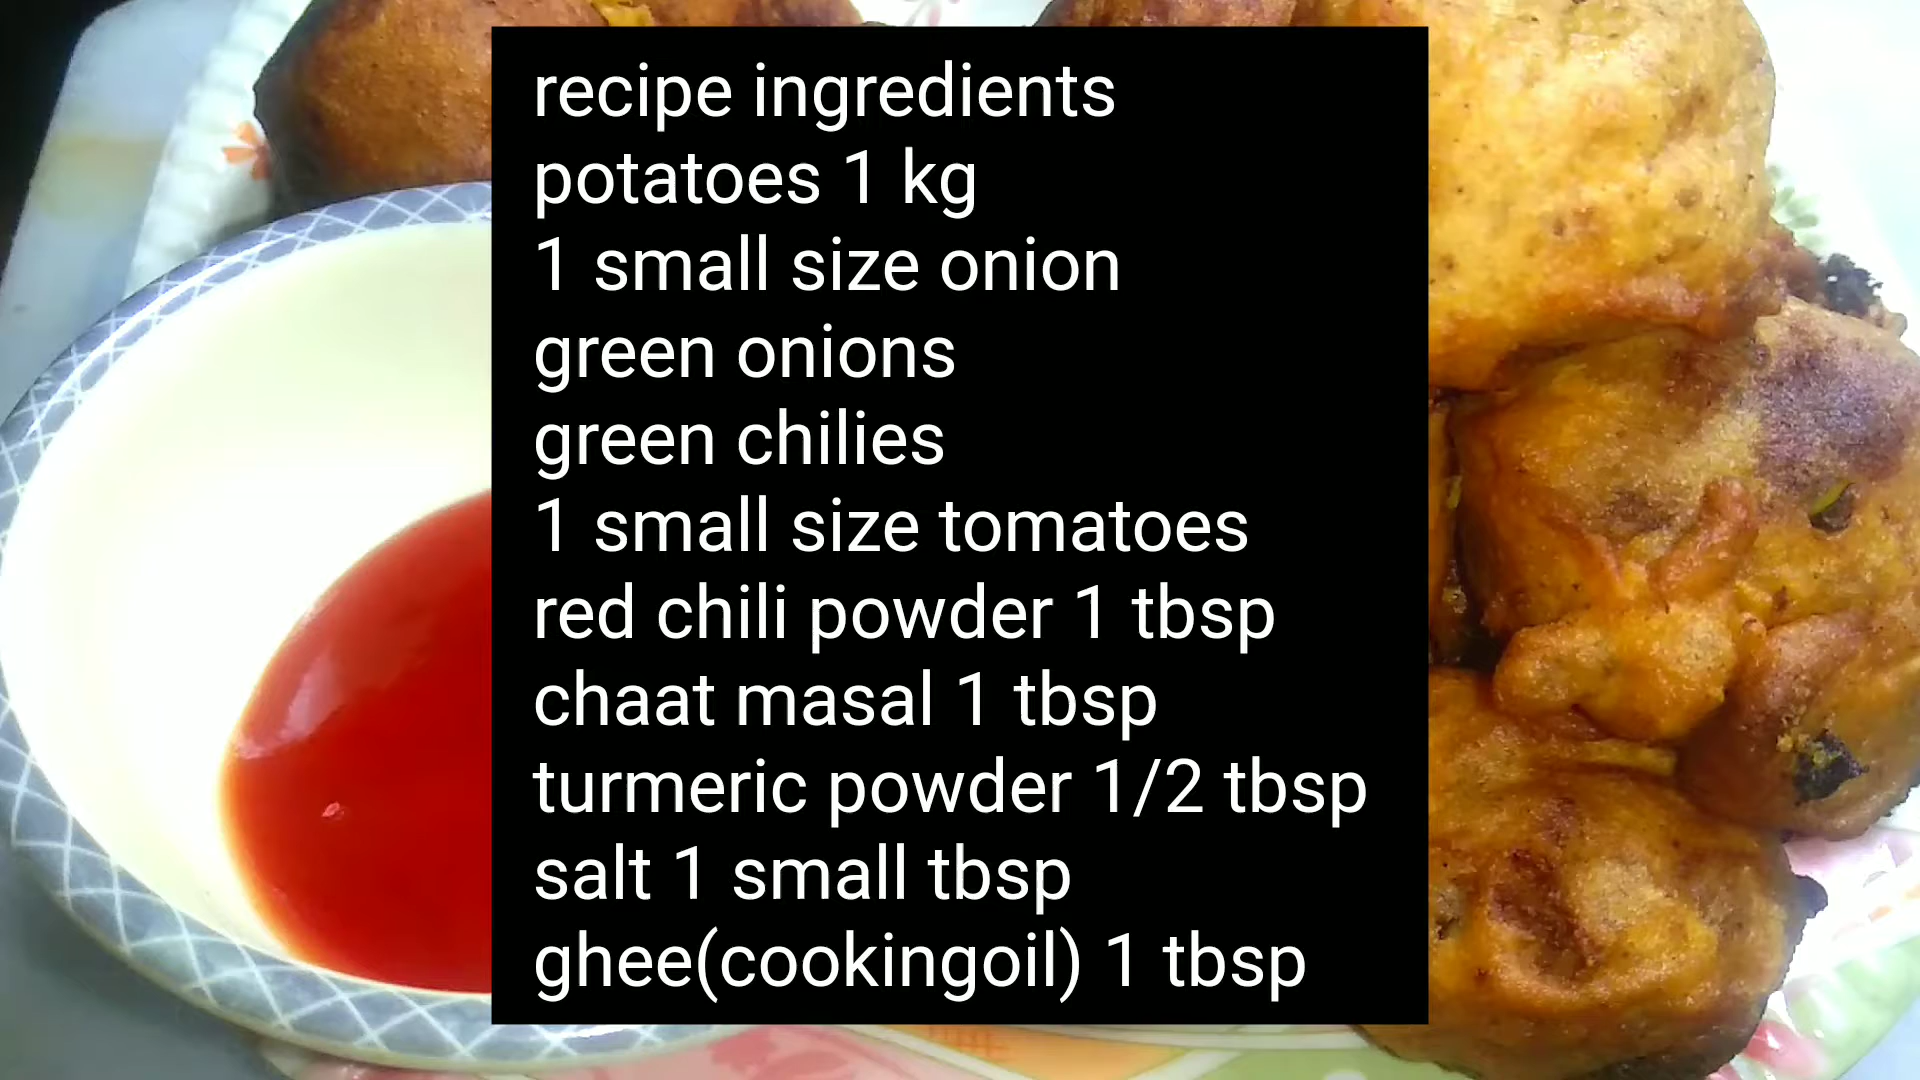 recipe ingredients
potatoes 1 kg
1 small size onion
green onions
green chilies
1 small size tomatoes
red chili powder 1 tbsp
chaat masal 1 tbsp
turmeric powder 1/2 tbsp
salt 1 small tbsp
ghee(cookingoil) 1 tbsp